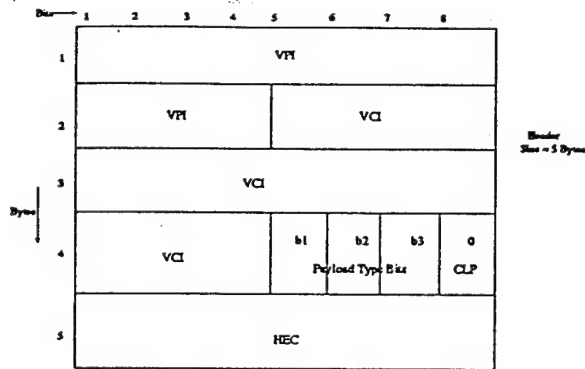 Bits 1 2 3 4 5 6 7 8
1 VPI
2 VPI VCI
Header
Size = 5 Bytes
3 VCI
Bytes
4 VCI b1 b2 b3 0
Payload Type Bits CLP
5 HEC